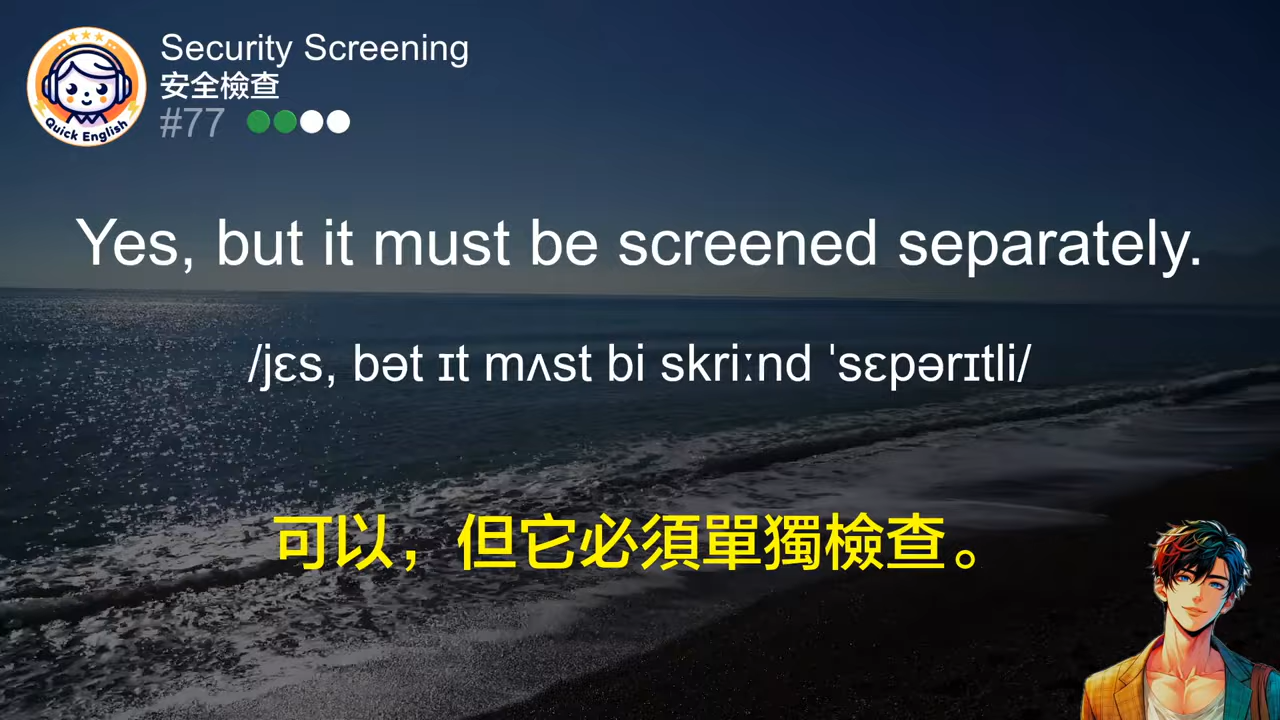 Security Screening
安全檢查
#77
Quick English
Yes, but it must be screened separately.
/jɛs, bət ɪt mʌst bi skriːnd ˈsɛpərɪtli/
可以，但它必須單獨檢查。